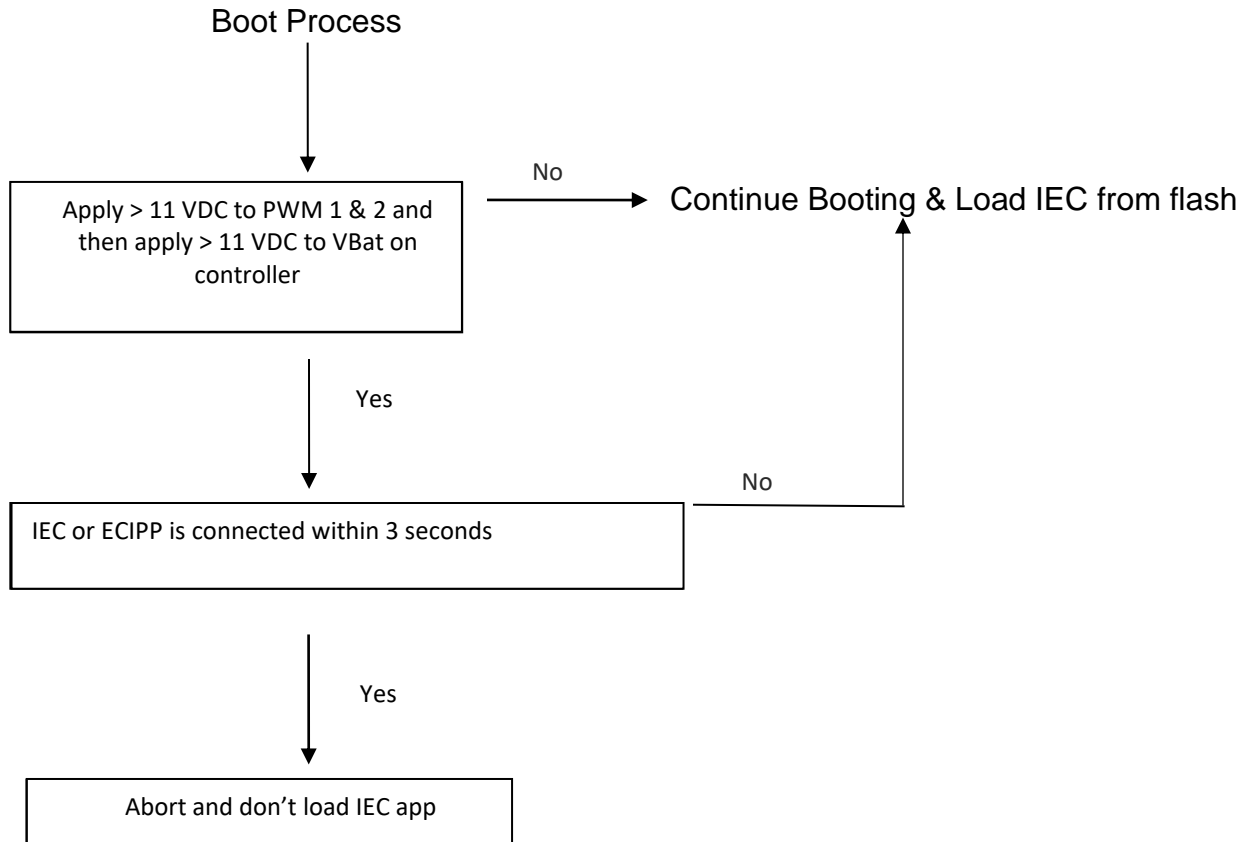 Boot Process
No
Apply > 11 VDC to PWM 1 & 2 and
then apply > 11 VDC to VBat on
controller
Continue Booting & Load IEC from flash
Yes
No
IEC or ECIPP is connected within 3 seconds
Yes
Abort and don’t load IEC app